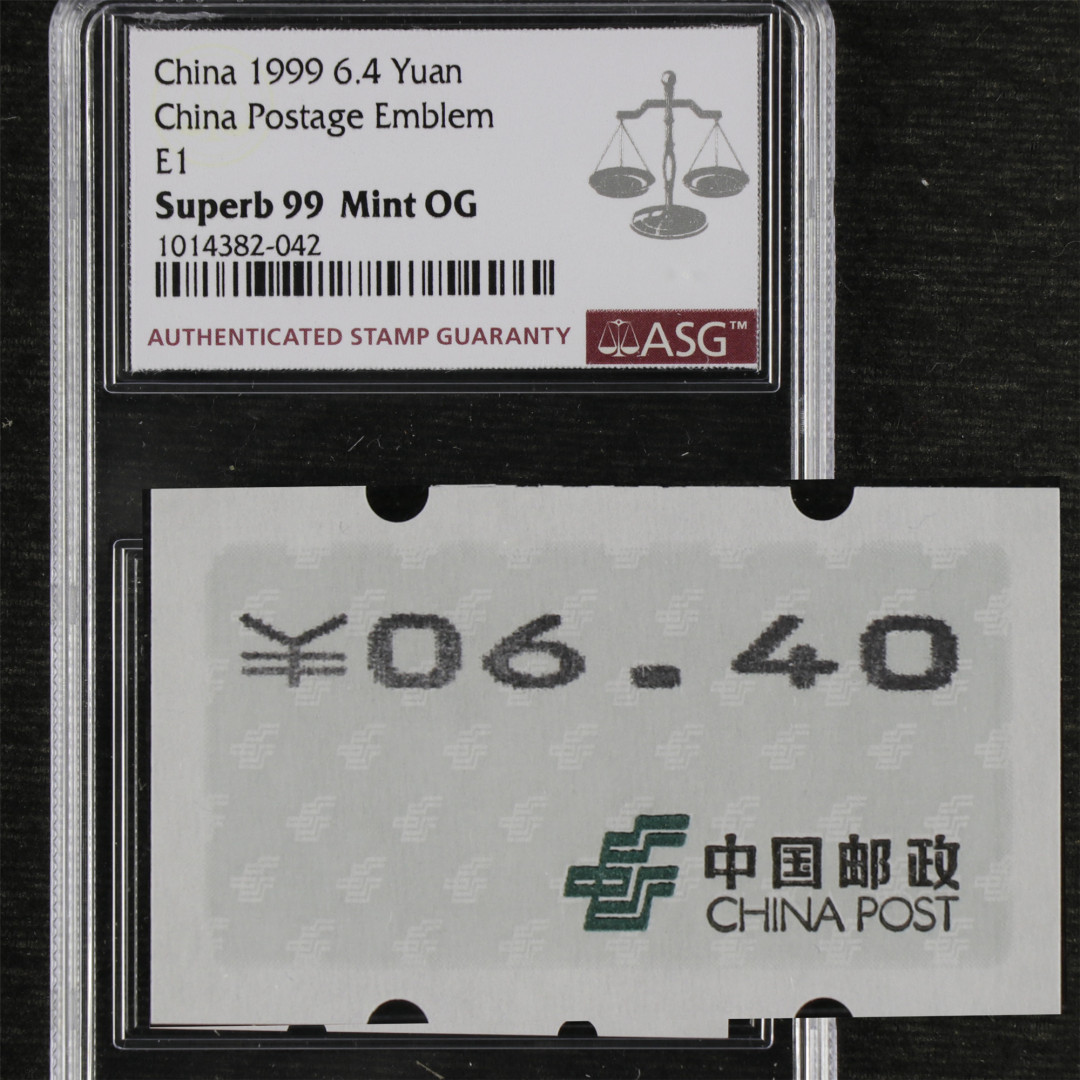 China 1999 6.4 Yuan
China Postage Emblem
E1
Superb 99 Mint OG
1014382-042
AUTHENTICATED STAMP GUARANTY
ASG™
¥06.40
中国邮政
CHINA POST